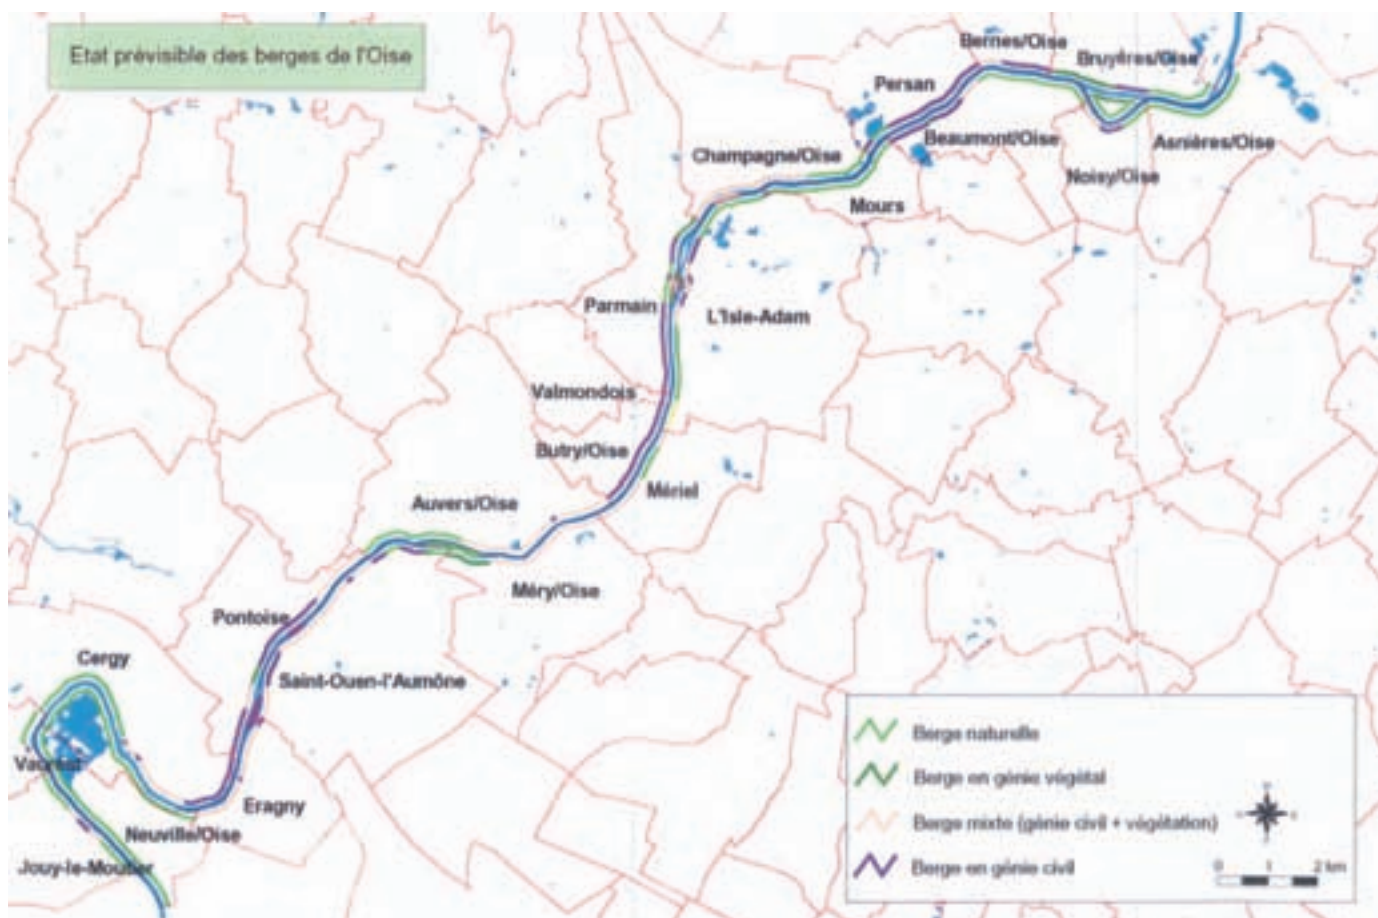 Etat prévisible des berges de l'Oise
Bernes/Oise
Bruyères/Oise
Persan
Beaumont/Oise
Asnières/Oise
Champagne/Oise
Noisy/Oise
Mours
Parmain
L'Isle-Adam
Valmondois
Butry/Oise
Mériel
Auvers/Oise
Méry/Oise
Pontoise
Cergy
Saint-Ouen-l'Aumône
Vauréal
Eragny
Neuville/Oise
Jouy-le-Moutier
Berge naturelle
Berge en génie végétal
Berge mixte (génie civil + végétation)
Berge en génie civil
0 1 2 km